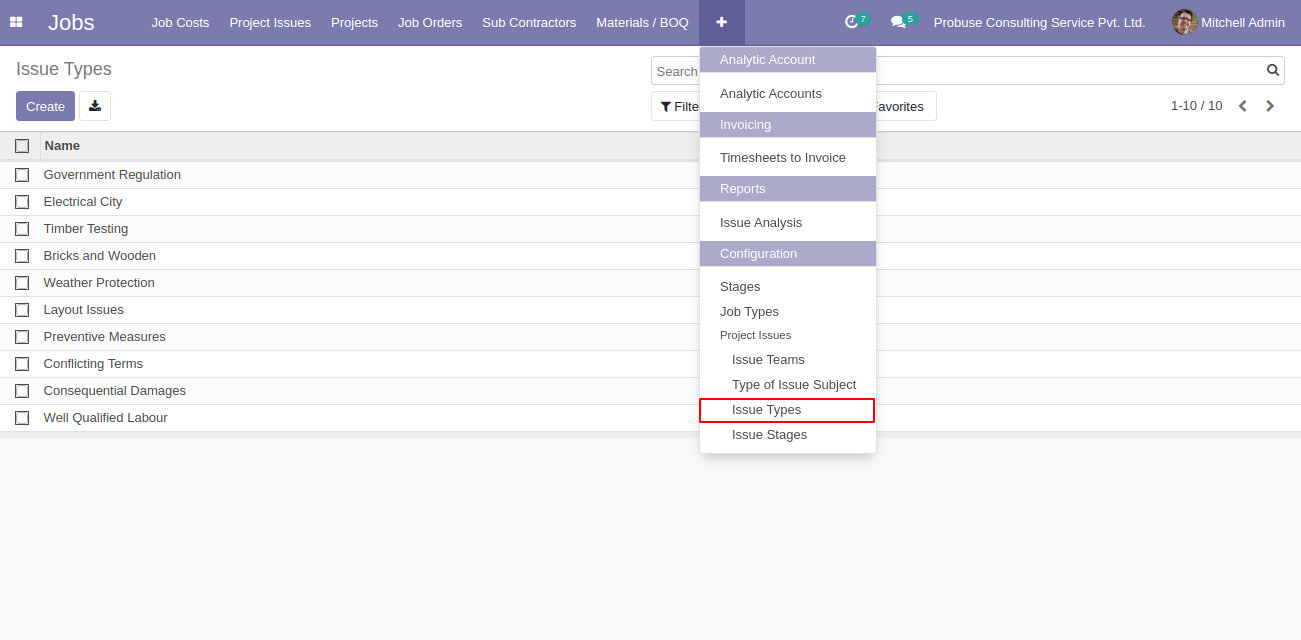 Jobs Job Costs Project Issues Projects Job Orders Sub Contractors Materials / BOQ 7 5 Probuse Consulting Service Pvt. Ltd. Mitchell Admin
Issue Types
Search
Create
Filte
avorites
1-10 / 10
Name
Government Regulation
Electrical City
Timber Testing
Bricks and Wooden
Weather Protection
Layout Issues
Preventive Measures
Conflicting Terms
Consequential Damages
Well Qualified Labour
Analytic Account
Analytic Accounts
Invoicing
Timesheets to Invoice
Reports
Issue Analysis
Configuration
Stages
Job Types
Project Issues
Issue Teams
Type of Issue Subject
Issue Types
Issue Stages